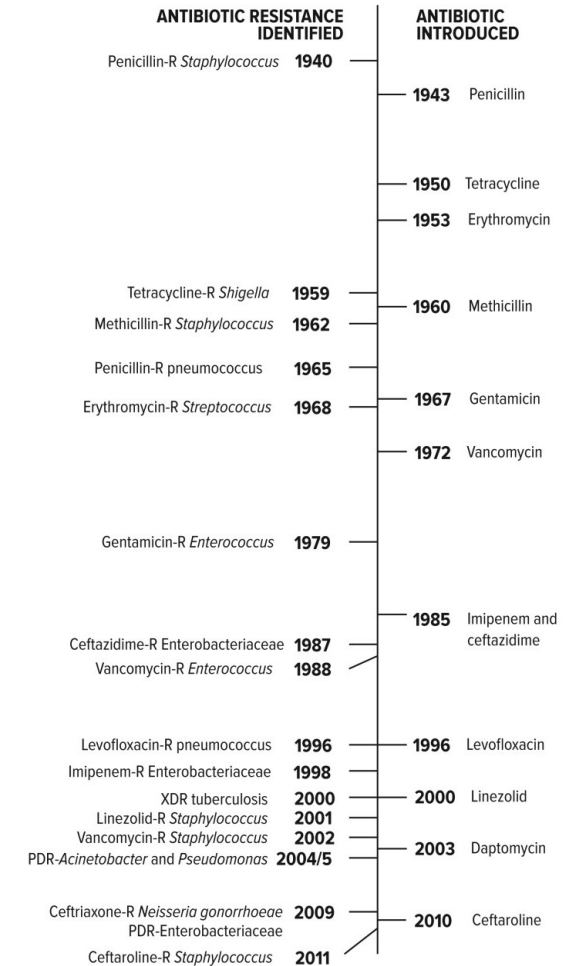 ANTIBIOTIC RESISTANCE
IDENTIFIED
ANTIBIOTIC
INTRODUCED
Penicillin-R Staphylococcus 1940
1943 Penicillin
1950 Tetracycline
1953 Erythromycin
Tetracycline-R Shigella 1959
1960 Methicillin
Methicillin-R Staphylococcus 1962
Penicillin-R pneumococcus 1965
1967 Gentamicin
Erythromycin-R Streptococcus 1968
1972 Vancomycin
Gentamicin-R Enterococcus 1979
1985 Imipenem and
ceftazidime
Ceftazidime-R Enterobacteriaceae 1987
Vancomycin-R Enterococcus 1988
Levofloxacin-R pneumococcus 1996
1996 Levofloxacin
Imipenem-R Enterobacteriaceae 1998
XDR tuberculosis 2000
2000 Linezolid
Linezolid-R Staphylococcus 2001
Vancomycin-R Staphylococcus 2002
2003 Daptomycin
PDR-Acinetobacter and Pseudomonas 2004/5
Ceftriaxone-R Neisseria gonorrhoeae 2009
PDR-Enterobacteriaceae
2010 Ceftaroline
Ceftaroline-R Staphylococcus 2011